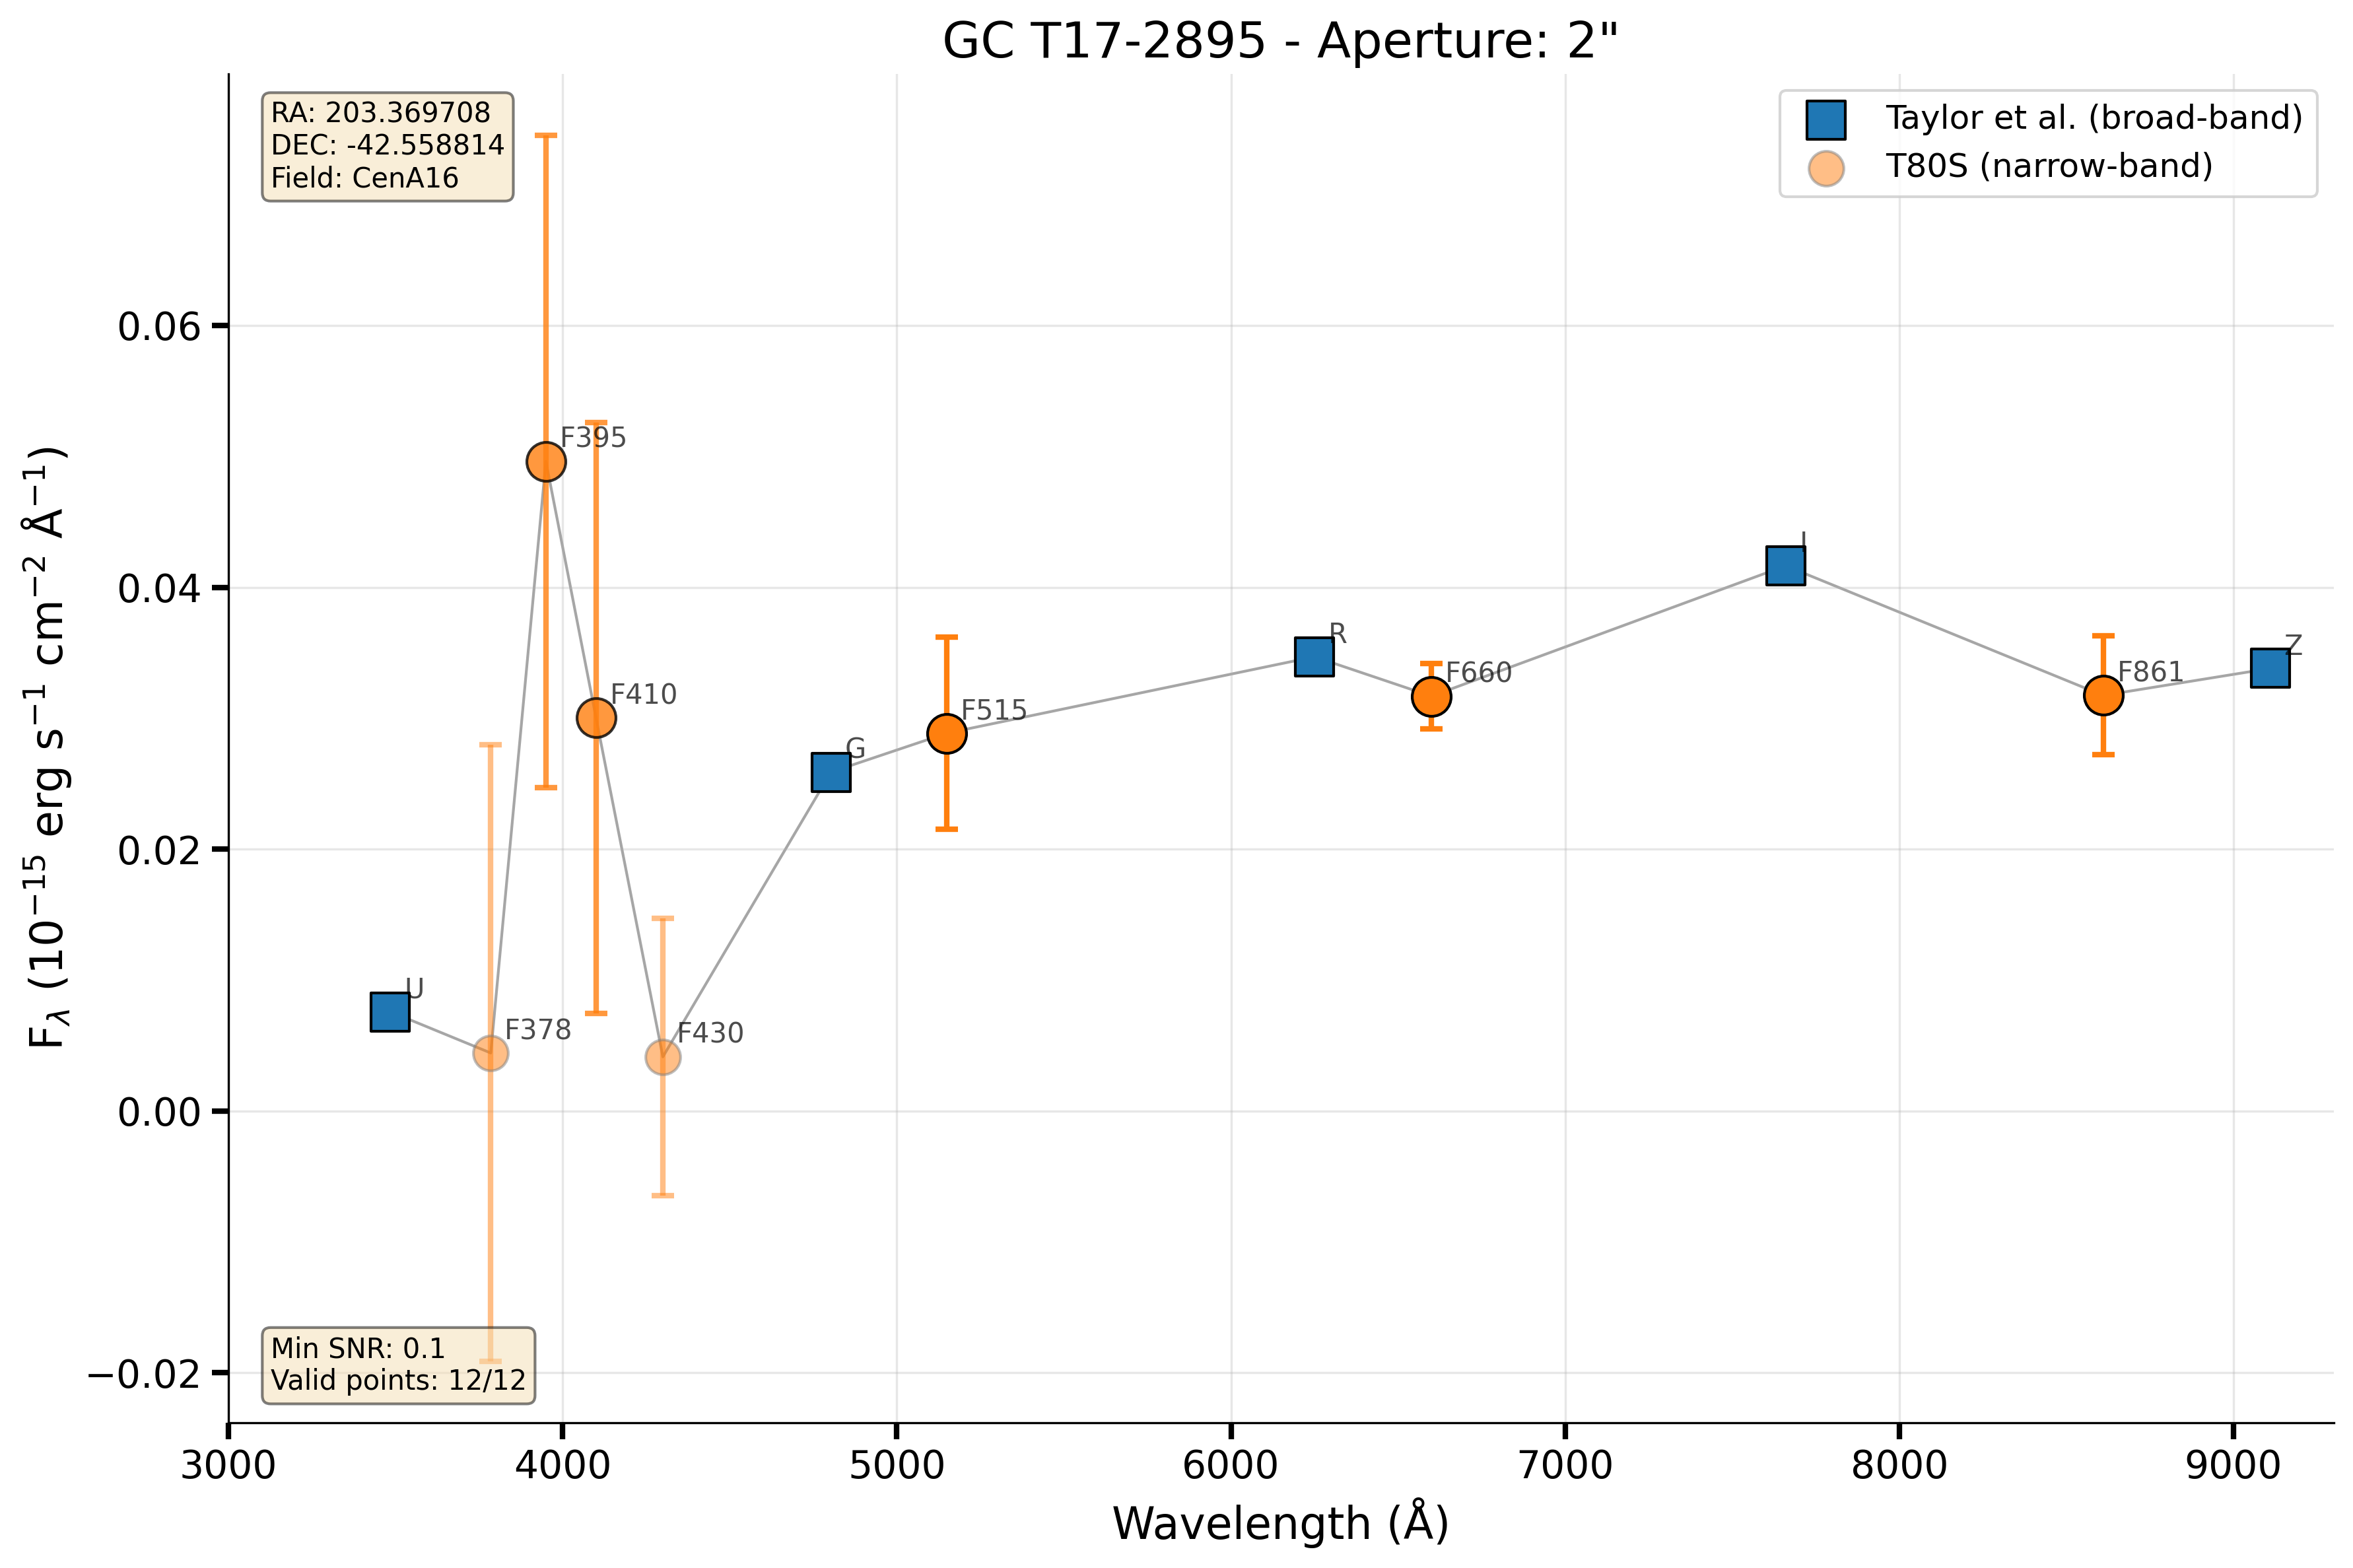 GC T17-2895 - Aperture: 2"
RA: 203.369708
DEC: -42.558814
Field: CenA16
Taylor et al. (broad-band)
T80S (narrow-band)
F_λ (10⁻¹⁵ erg s⁻¹ cm⁻² Å⁻¹)
0.06
0.04
0.02
0.00
−0.02
U
F378
F395
F410
F430
G
F515
R
F660
I
F861
Z
Min SNR: 0.1
Valid points: 12/12
3000 4000 5000 6000 7000 8000 9000
Wavelength (Å)